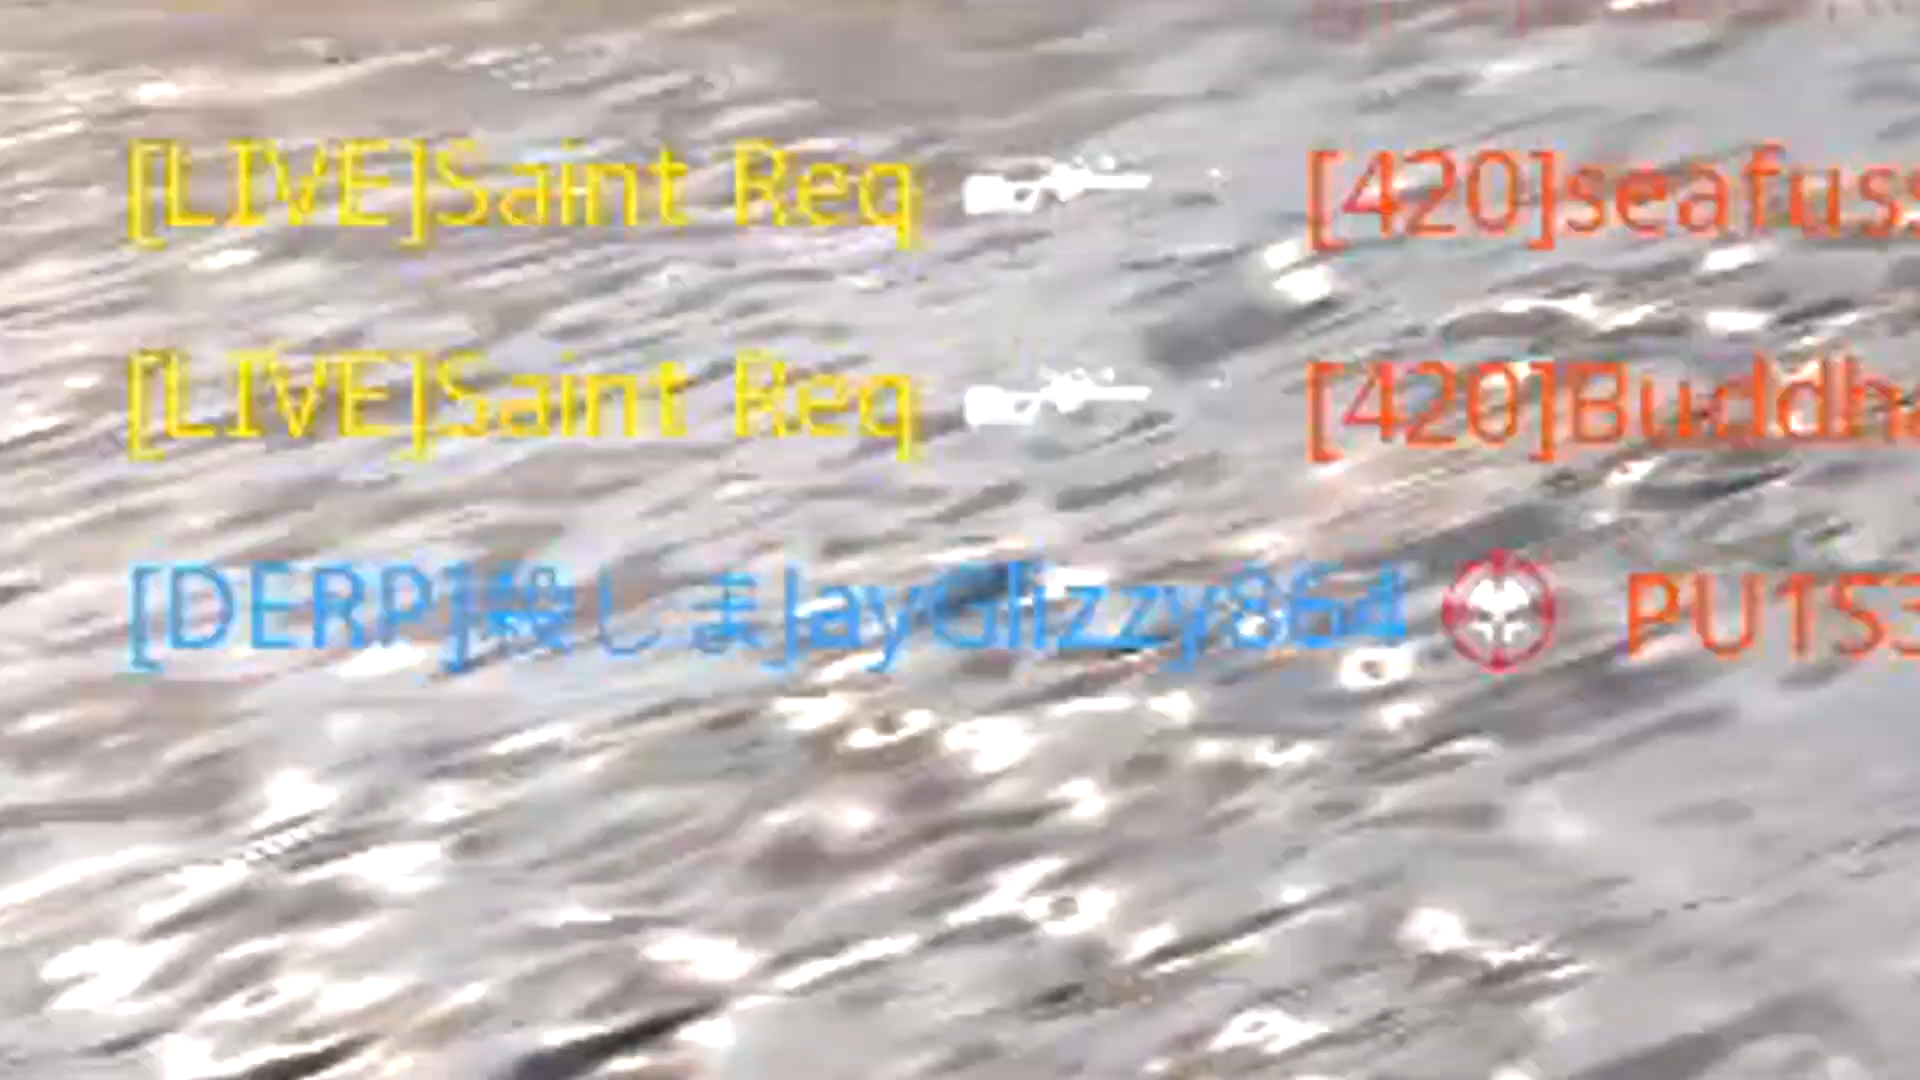 [LIVE]Saint Req [420]seafuss
[LIVE]Saint Req [420]Buddha
[DERP]殺しまJayGlizzy864 PU153